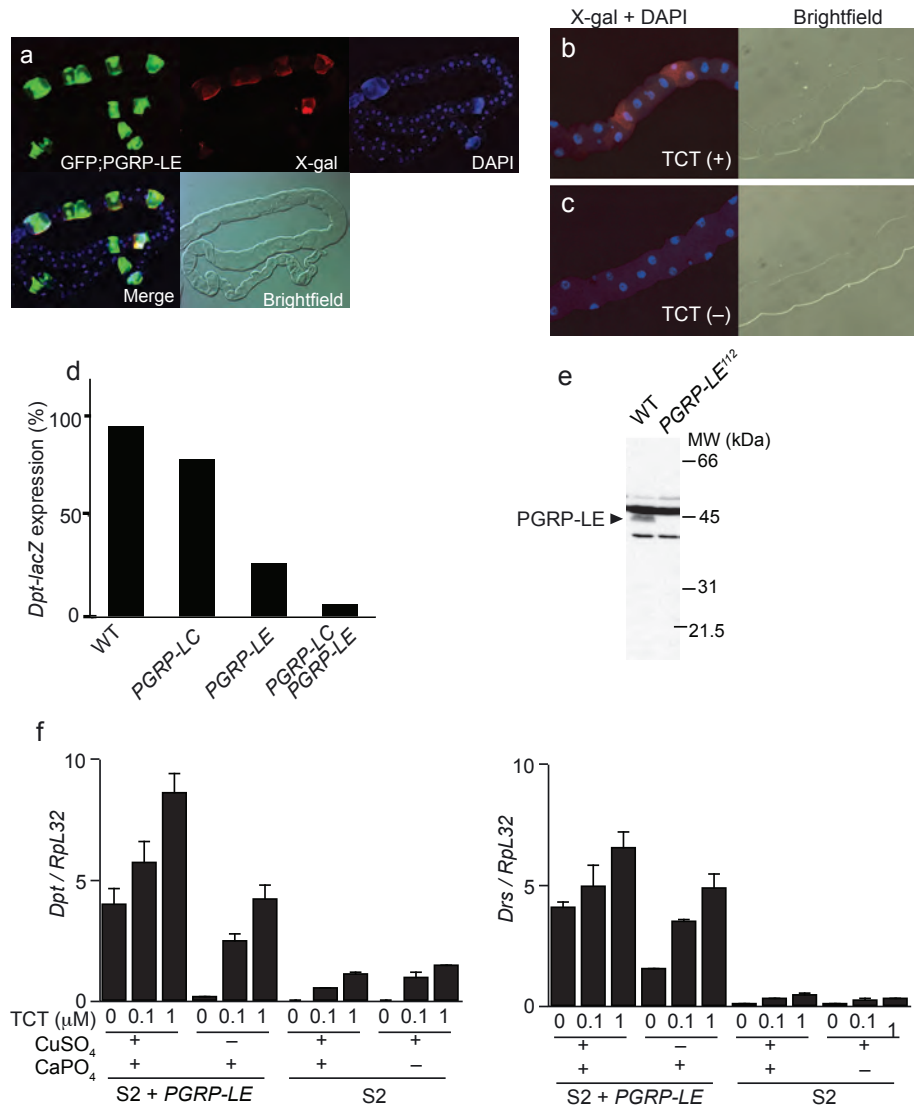 X-gal + DAPI Brightfield
a
GFP;PGRP-LE X-gal DAPI
Merge Brightfield
b
TCT (+)
c
TCT (–)
d
Dpt-lacZ expression (%)
100
50
0
WT PGRP-LC PGRP-LE PGRP-LC PGRP-LE
e
WT PGRP-LE¹¹²
MW (kDa)
66
PGRP-LE 45
31
21.5
f
Dpt / RpL32
10
5
0
TCT (μM) 0 0.1 1 0 0.1 1 0 0.1 1 0 0.1 1
CuSO₄ + – + +
CaPO₄ + + + –
S2 + PGRP-LE S2
Drs / RpL32
10
5
0
0 0.1 1 0 0.1 1 0 0.1 1 0 0.1 1
+ – + +
+ + + –
S2 + PGRP-LE S2